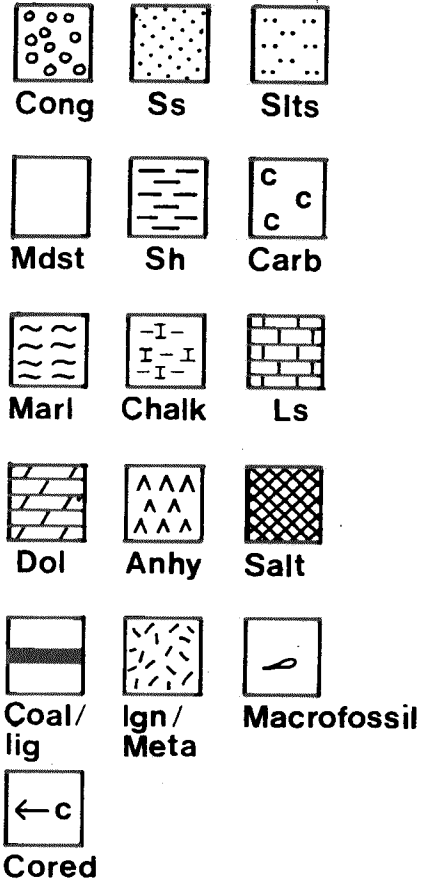 Cong Ss Slts
c c c
Mdst Sh Carb
Marl Chalk Ls
Dol Anhy Salt
Coal/ Ign/ Macrofossil
lig Meta
←c
Cored